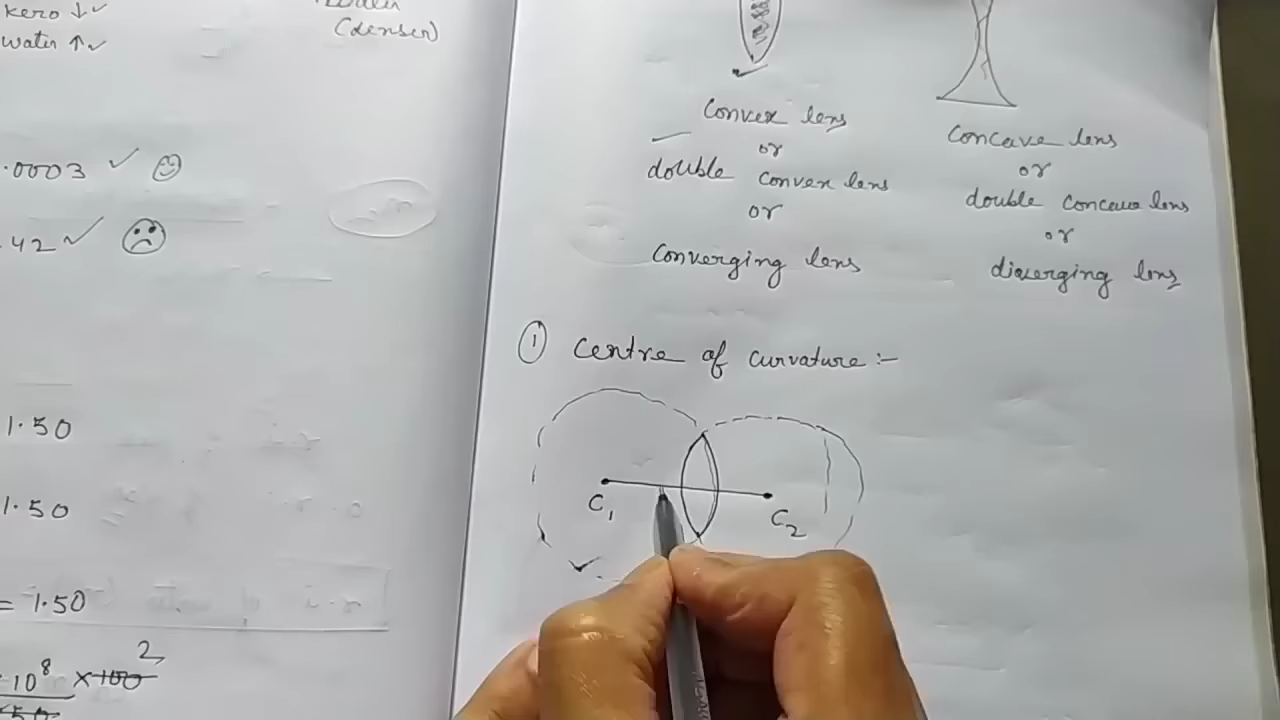 kero ↓✓
water ↑✓
(denser)
.0003 ✓
.42 ✓
1.50
1.50
= 1.50
10⁸ × 100 2
50
Convex lens
or
double convex lens
or
Converging lens
Concave lens
or
double concave lens
or
diverging lens
① Centre of curvature :-
C₁
C₂